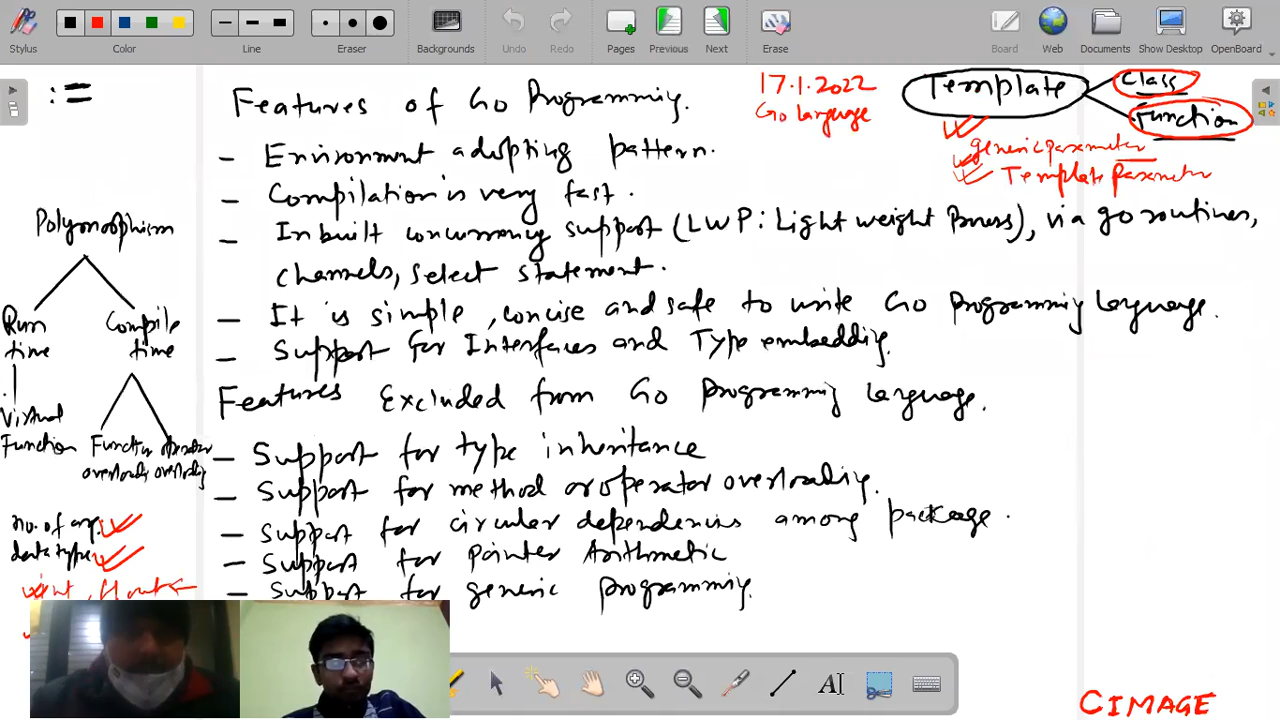 Stylus Color Line Eraser Backgrounds Undo Redo Pages Previous Next Erase Board Web Documents Show Desktop OpenBoard
:=
Features of Go Programming.
- Environment adopting pattern.
- Compilation is very fast.
- Inbuilt concurrency support (LWP: Light weight Process), via go routines,
channels, select statement.
- It is simple, concise and safe to write Go Programming Language.
- Support for Interfaces and Type embedding.
Features Excluded from Go Programming Language.
- Support for type inheritance
- Support for method or operator overloading.
- Support for circular dependencies among package.
- Support for pointer Arithmetic
- Support for generic programming.
17.1.2022
Go language
Template
Class
Function
generic parameter
Template parameter
Polymorphism
Run time
Compile time
Virtual Function
Function overloading
operator overloading
no. of arg.
data type
CIMAGE